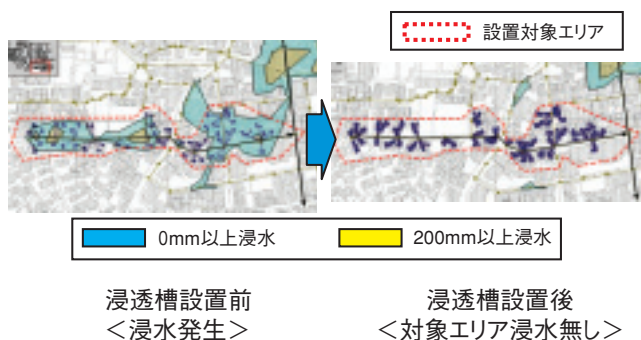 設置対象エリア
0mm以上浸水
200mm以上浸水
浸透槽設置前
＜浸水発生＞
浸透槽設置後
＜対象エリア浸水無し＞